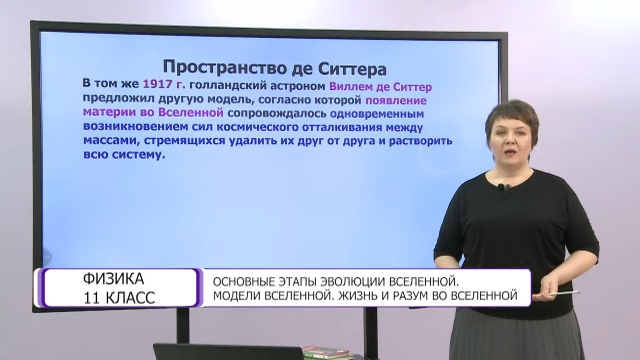 Пространство де Ситтера
В том же 1917 г. голландский астроном Виллем де Ситтер
предложил другую модель, согласно которой появление
материи во Вселенной сопровождалось одновременным
возникновением сил космического отталкивания между
массами, стремящихся удалить их друг от друга и растворить
всю систему.
ФИЗИКА
11 КЛАСС
ОСНОВНЫЕ ЭТАПЫ ЭВОЛЮЦИИ ВСЕЛЕННОЙ.
МОДЕЛИ ВСЕЛЕННОЙ. ЖИЗНЬ И РАЗУМ ВО ВСЕЛЕННОЙ